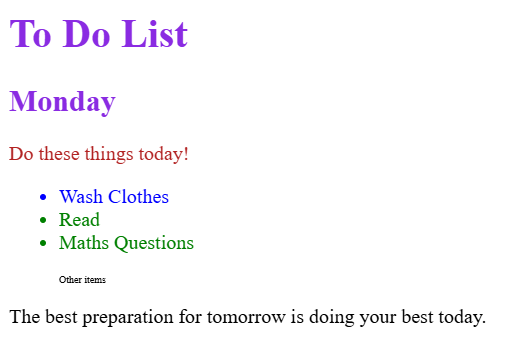 To Do List
Monday
Do these things today!
Wash Clothes
Read
Maths Questions
Other items
The best preparation for tomorrow is doing your best today.